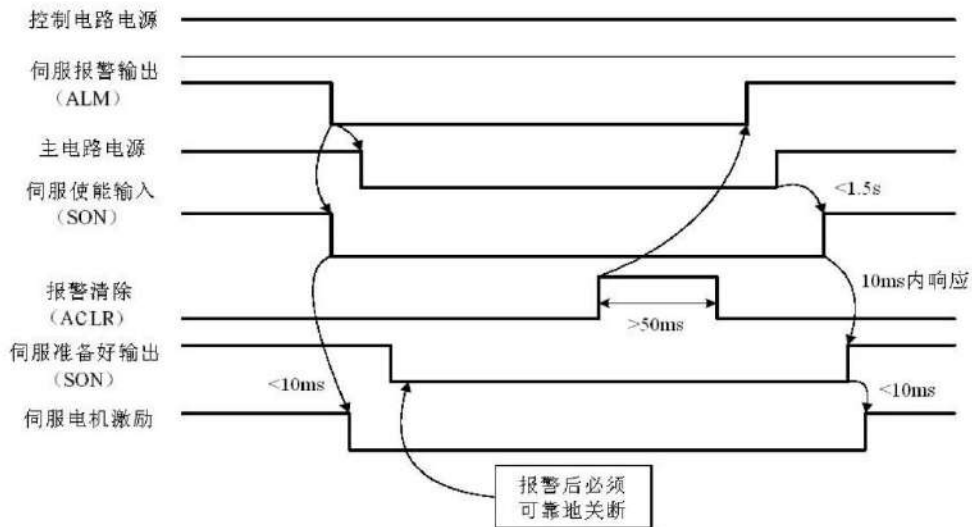 控制电路电源
伺服报警输出
（ALM）
主电路电源
伺服使能输入
（SON）
<1.5s
报警清除
（ACLR）
>50ms
10ms内响应
伺服准备好输出
（SON）
<10ms
<10ms
伺服电机激励
报警后必须
可靠地关断